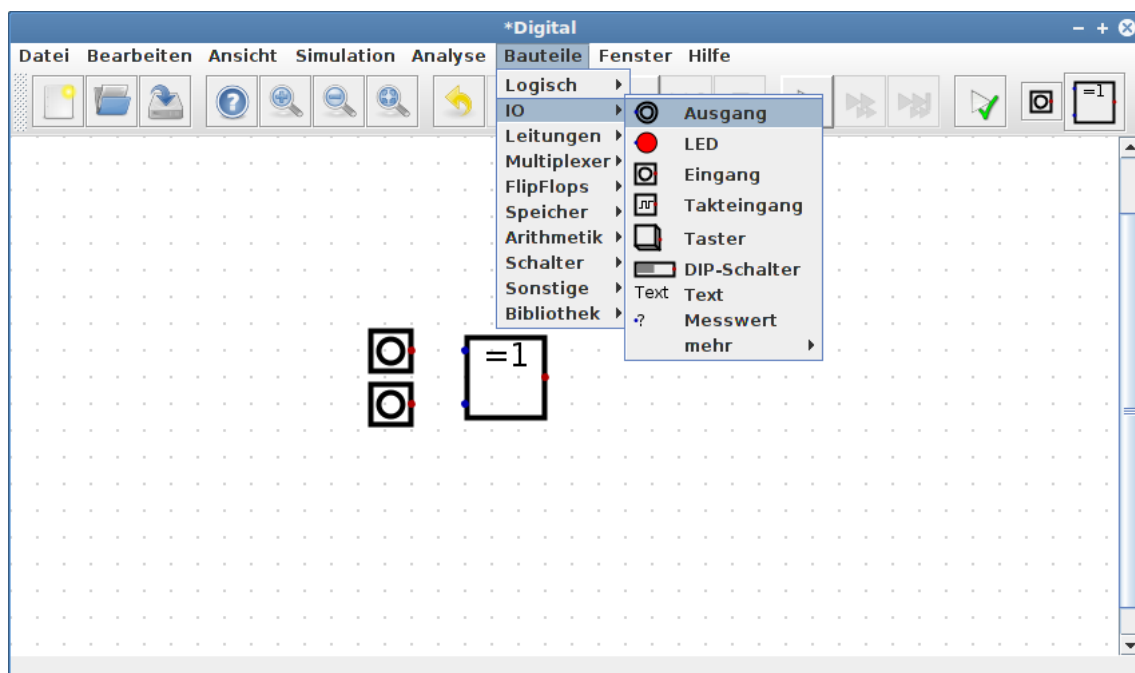 *Digital
Datei Bearbeiten Ansicht Simulation Analyse Bauteile Fenster Hilfe
=1
Logisch
IO
Leitungen
Multiplexer
FlipFlops
Speicher
Arithmetik
Schalter
Sonstige
Bibliothek
Ausgang
LED
Eingang
Takteingang
Taster
DIP-Schalter
Text Text
? Messwert
mehr
=1